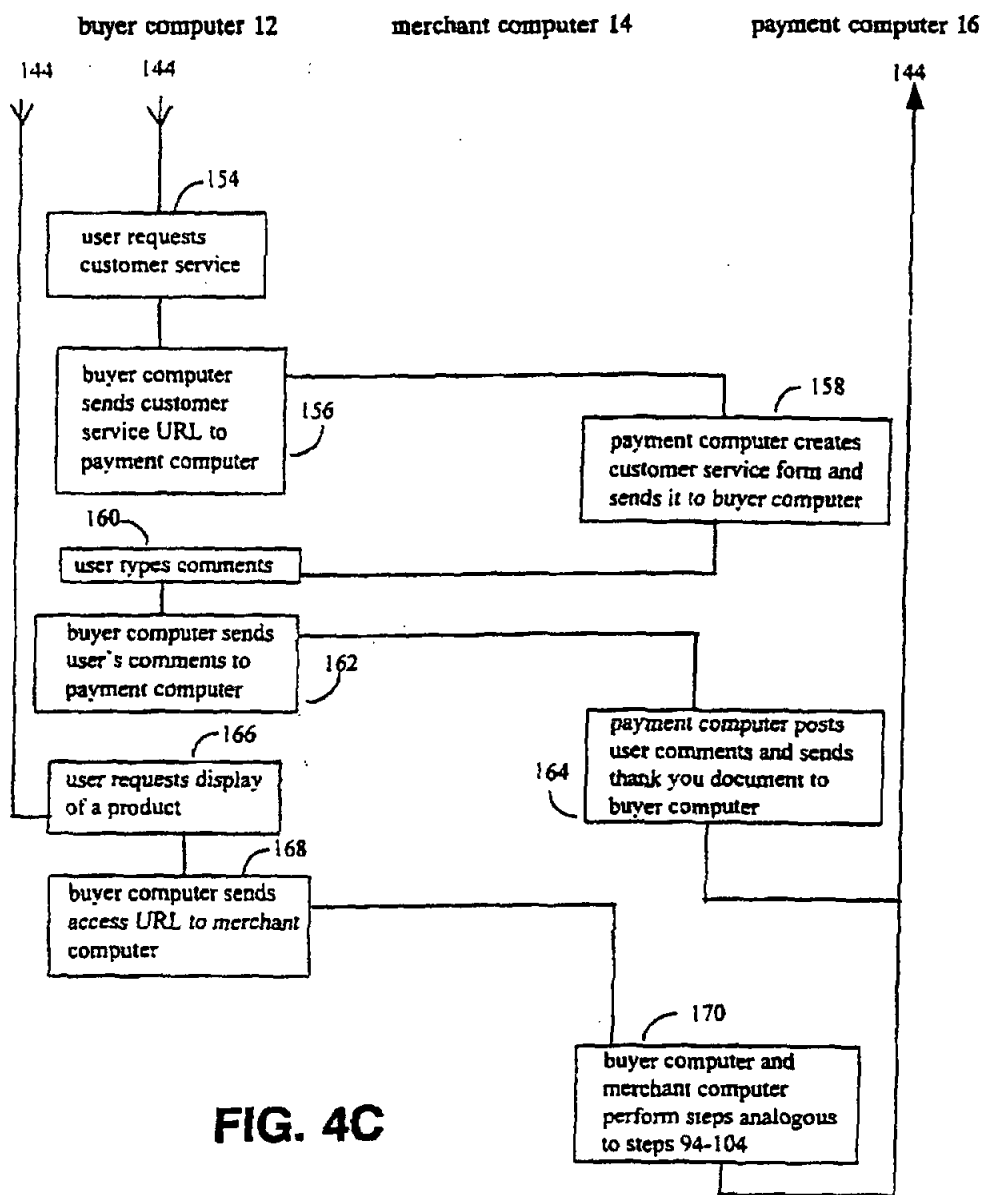 buyer computer 12 merchant computer 14 payment computer 16
144 144 144
154
user requests
customer service
buyer computer
sends customer
service URL to
payment computer
156
158
payment computer creates
customer service form and
sends it to buyer computer
160
user types comments
buyer computer sends
user's comments to
payment computer
162
payment computer posts
user comments and sends
thank you document to
buyer computer
164
166
user requests display
of a product
168
buyer computer sends
access URL to merchant
computer
170
buyer computer and
merchant computer
perform steps analogous
to steps 94-104
FIG. 4C